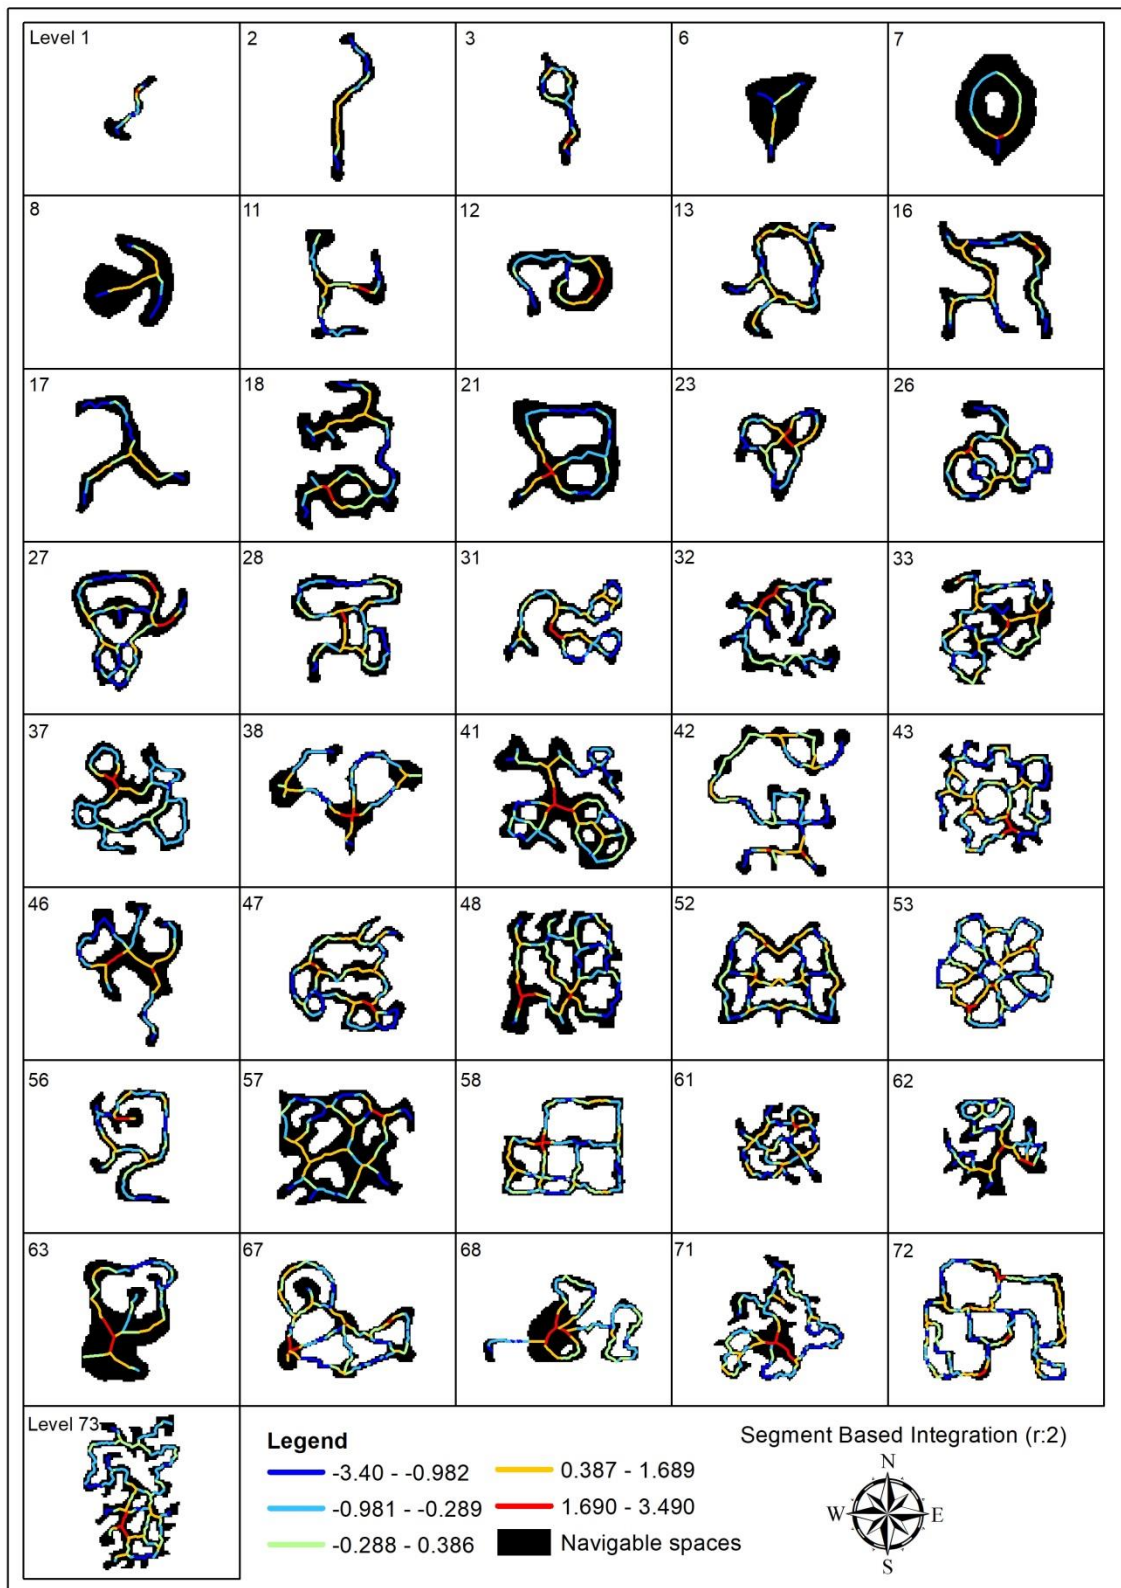 Level 1 2 3 6 7
8 11 12 13 16
17 18 21 23 26
27 28 31 32 33
37 38 41 42 43
46 47 48 52 53
56 57 58 61 62
63 67 68 71 72
Level 73
Legend
-3.40 - -0.982
-0.981 - -0.289
-0.288 - 0.386
0.387 - 1.689
1.690 - 3.490
Navigable spaces
Segment Based Integration (r:2)
N
W E
S